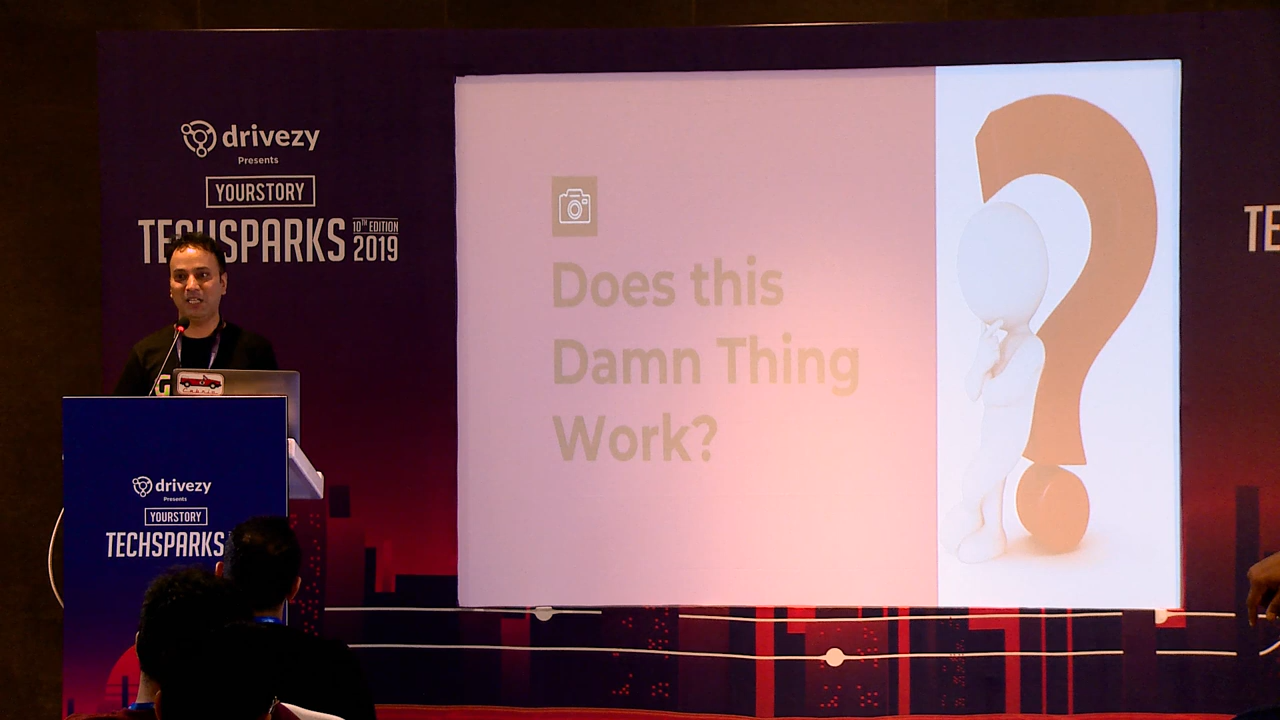 drivezy
Presents
YOURSTORY
TECHSPARKS
10TH EDITION
2019
Does this
Damn Thing
Work?
drivezy
Presents
YOURSTORY
TECHSPARKS
TE